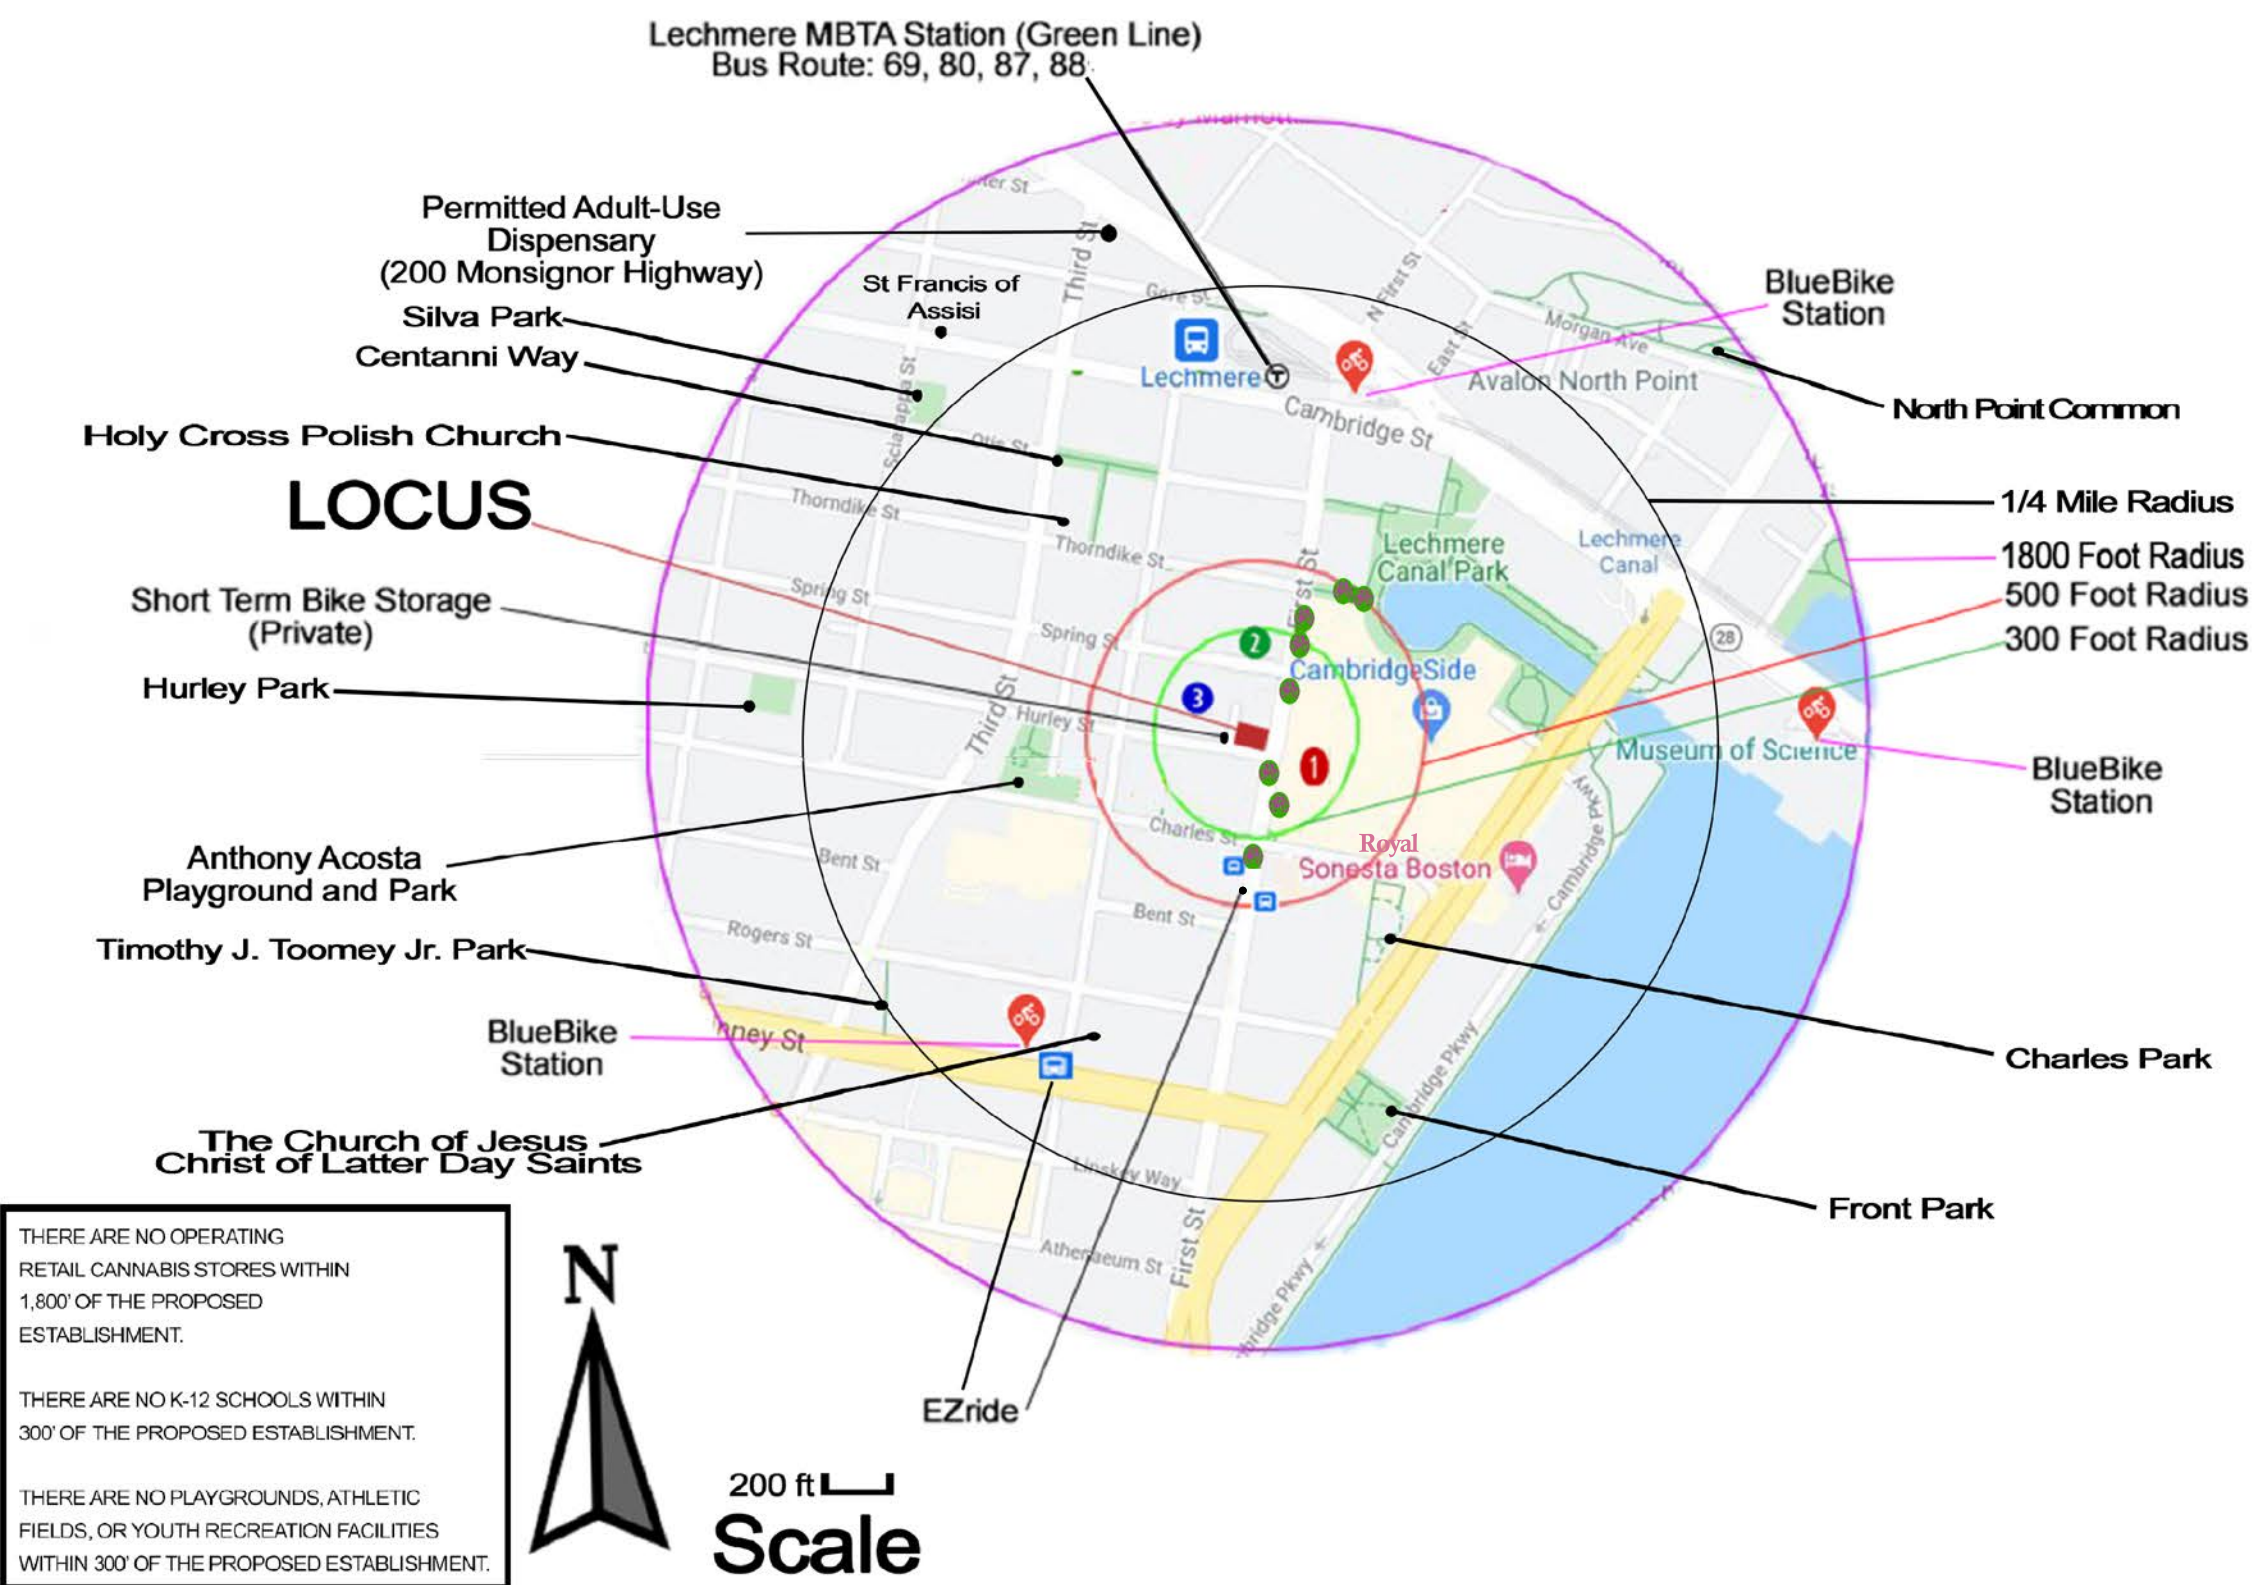 Lechmere MBTA Station (Green Line)
Bus Route: 69, 80, 87, 88
Permitted Adult-Use
Dispensary
(200 Monsignor Highway)
St Francis of
Assisi
Silva Park
Centanni Way
Holy Cross Polish Church
LOCUS
Short Term Bike Storage
(Private)
Hurley Park
Anthony Acosta
Playground and Park
Timothy J. Toomey Jr. Park
BlueBike
Station
The Church of Jesus
Christ of Latter Day Saints
EZride
BlueBike
Station
North Point Common
1/4 Mile Radius
1800 Foot Radius
500 Foot Radius
300 Foot Radius
BlueBike
Station
Charles Park
Front Park
Third St
Gore St
N First St
East St
Morgan Ave
Avalon North Point
Lechmere
T
Cambridge St
Sciarappa St
Otis St
Thorndike St
Thorndike St
Lechmere
Canal Park
Lechmere
Canal
First St
Spring St
Spring St
28
2
CambridgeSide
3
Third St
Hurley St
1
Museum of Science
Charles St
Royal
Sonesta Boston
Cambridge Pkwy
Bent St
Bent St
Rogers St
nney St
Cambridge Pkwy
Linskey Way
Athenaeum St
First St
bridge Pkwy
THERE ARE NO OPERATING
RETAIL CANNABIS STORES WITHIN
1,800' OF THE PROPOSED
ESTABLISHMENT.
THERE ARE NO K-12 SCHOOLS WITHIN
300' OF THE PROPOSED ESTABLISHMENT.
THERE ARE NO PLAYGROUNDS, ATHLETIC
FIELDS, OR YOUTH RECREATION FACILITIES
WITHIN 300' OF THE PROPOSED ESTABLISHMENT.
N
200 ft
Scale